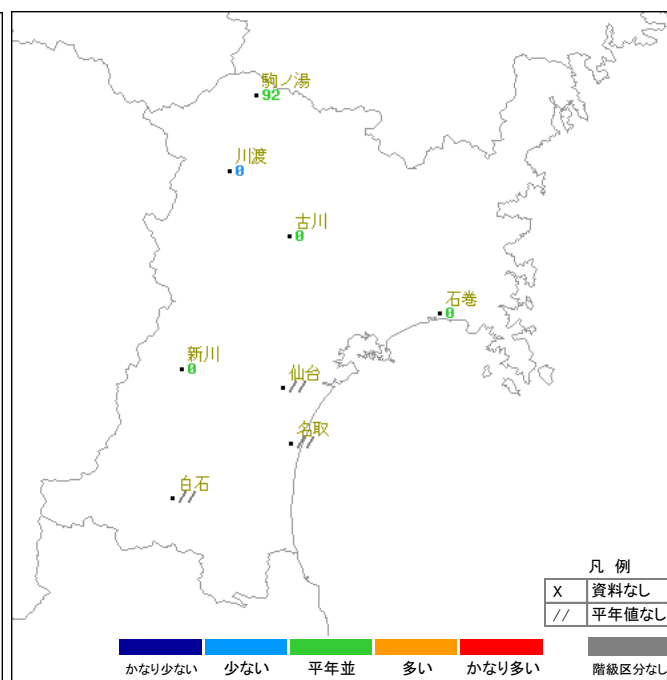 駒ノ湯
92
川渡
0
古川
0
石巻
0
新川
0
仙台
//
名取
//
白石
//
凡 例
X 資料なし
// 平年値なし
かなり少ない 少ない 平年並 多い かなり多い 階級区分なし